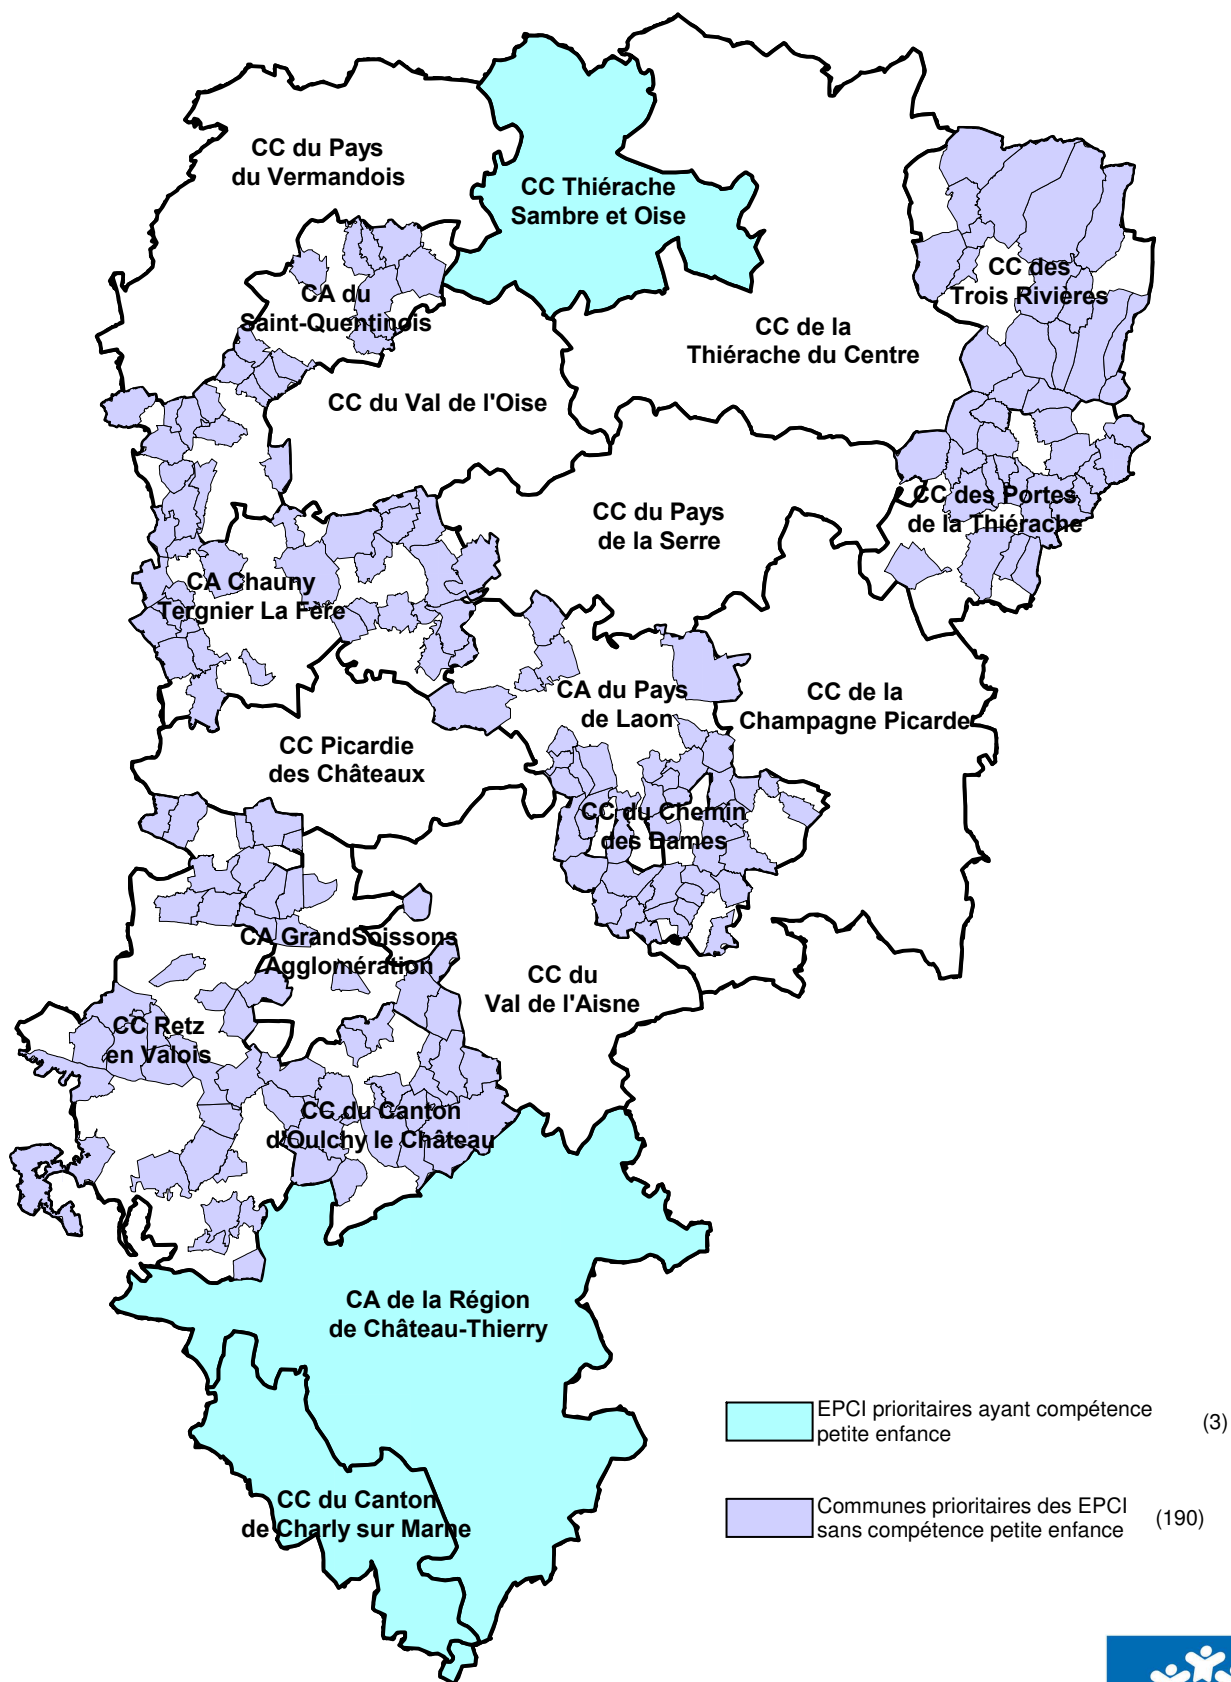 CC du Pays
du Vermandois
CC Thiérache
Sambre et Oise
CC des
Trois Rivières
CA du
Saint-Quentinois
CC de la
Thiérache du Centre
CC du Val de l'Oise
CC des Portes
de la Thiérache
CC du Pays
de la Serre
CA Chauny
Tergnier La Fère
CA du Pays
de Laon
CC de la
Champagne Picarde
CC Picardie
des Châteaux
CC du Chemin
des Dames
CA GrandSoissons
Agglomération
CC du
Val de l'Aisne
CC Retz
en Valois
CC du Canton
d'Oulchy le Château
CA de la Région
de Château-Thierry
EPCI prioritaires ayant compétence
petite enfance
(3)
CC du Canton
de Charly sur Marne
Communes prioritaires des EPCI
sans compétence petite enfance
(190)